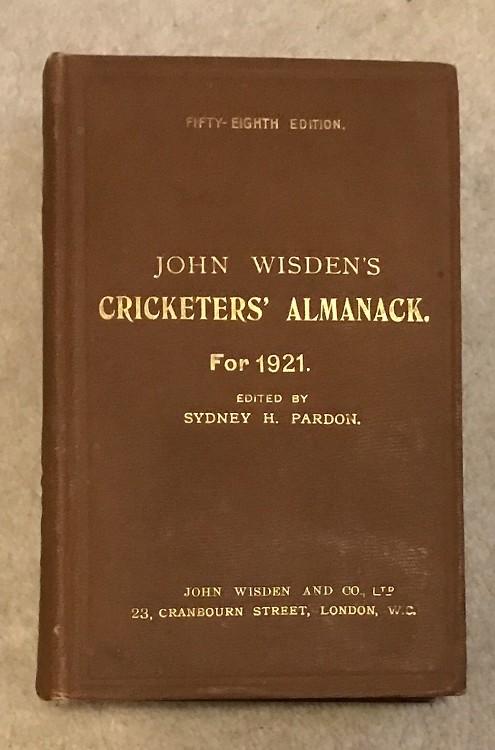 FIFTY-EIGHTH EDITION.
JOHN WISDEN'S
CRICKETERS' ALMANACK.
For 1921.
EDITED BY
SYDNEY H. PARDON.
JOHN WISDEN AND CO., LTD
23, CRANBOURN STREET, LONDON, W.C.